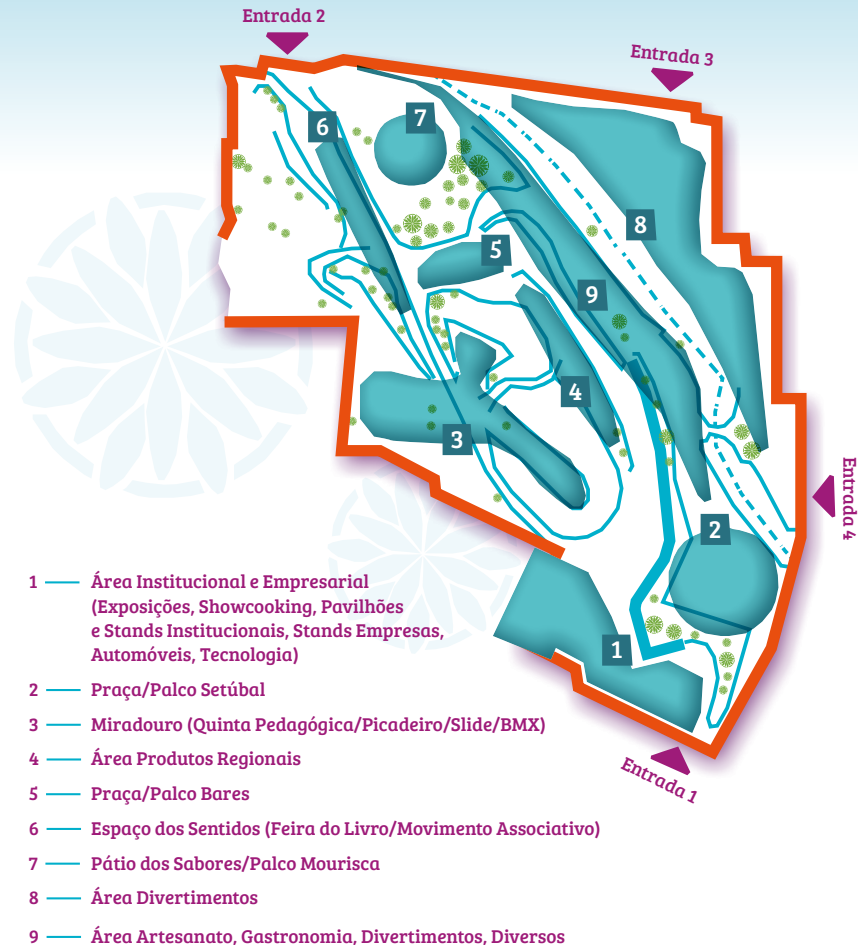 Entrada 2
Entrada 3
7
6
8
5
9
4
3
Entrada 4
2
1
Entrada 1
1 Área Institucional e Empresarial
(Exposições, Showcooking, Pavilhões
e Stands Institucionais, Stands Empresas,
Automóveis, Tecnologia)
2 Praça/Palco Setúbal
3 Miradouro (Quinta Pedagógica/Picadeiro/Slide/BMX)
4 Área Produtos Regionais
5 Praça/Palco Bares
6 Espaço dos Sentidos (Feira do Livro/Movimento Associativo)
7 Pátio dos Sabores/Palco Mourisca
8 Área Divertimentos
9 Área Artesanato, Gastronomia, Divertimentos, Diversos